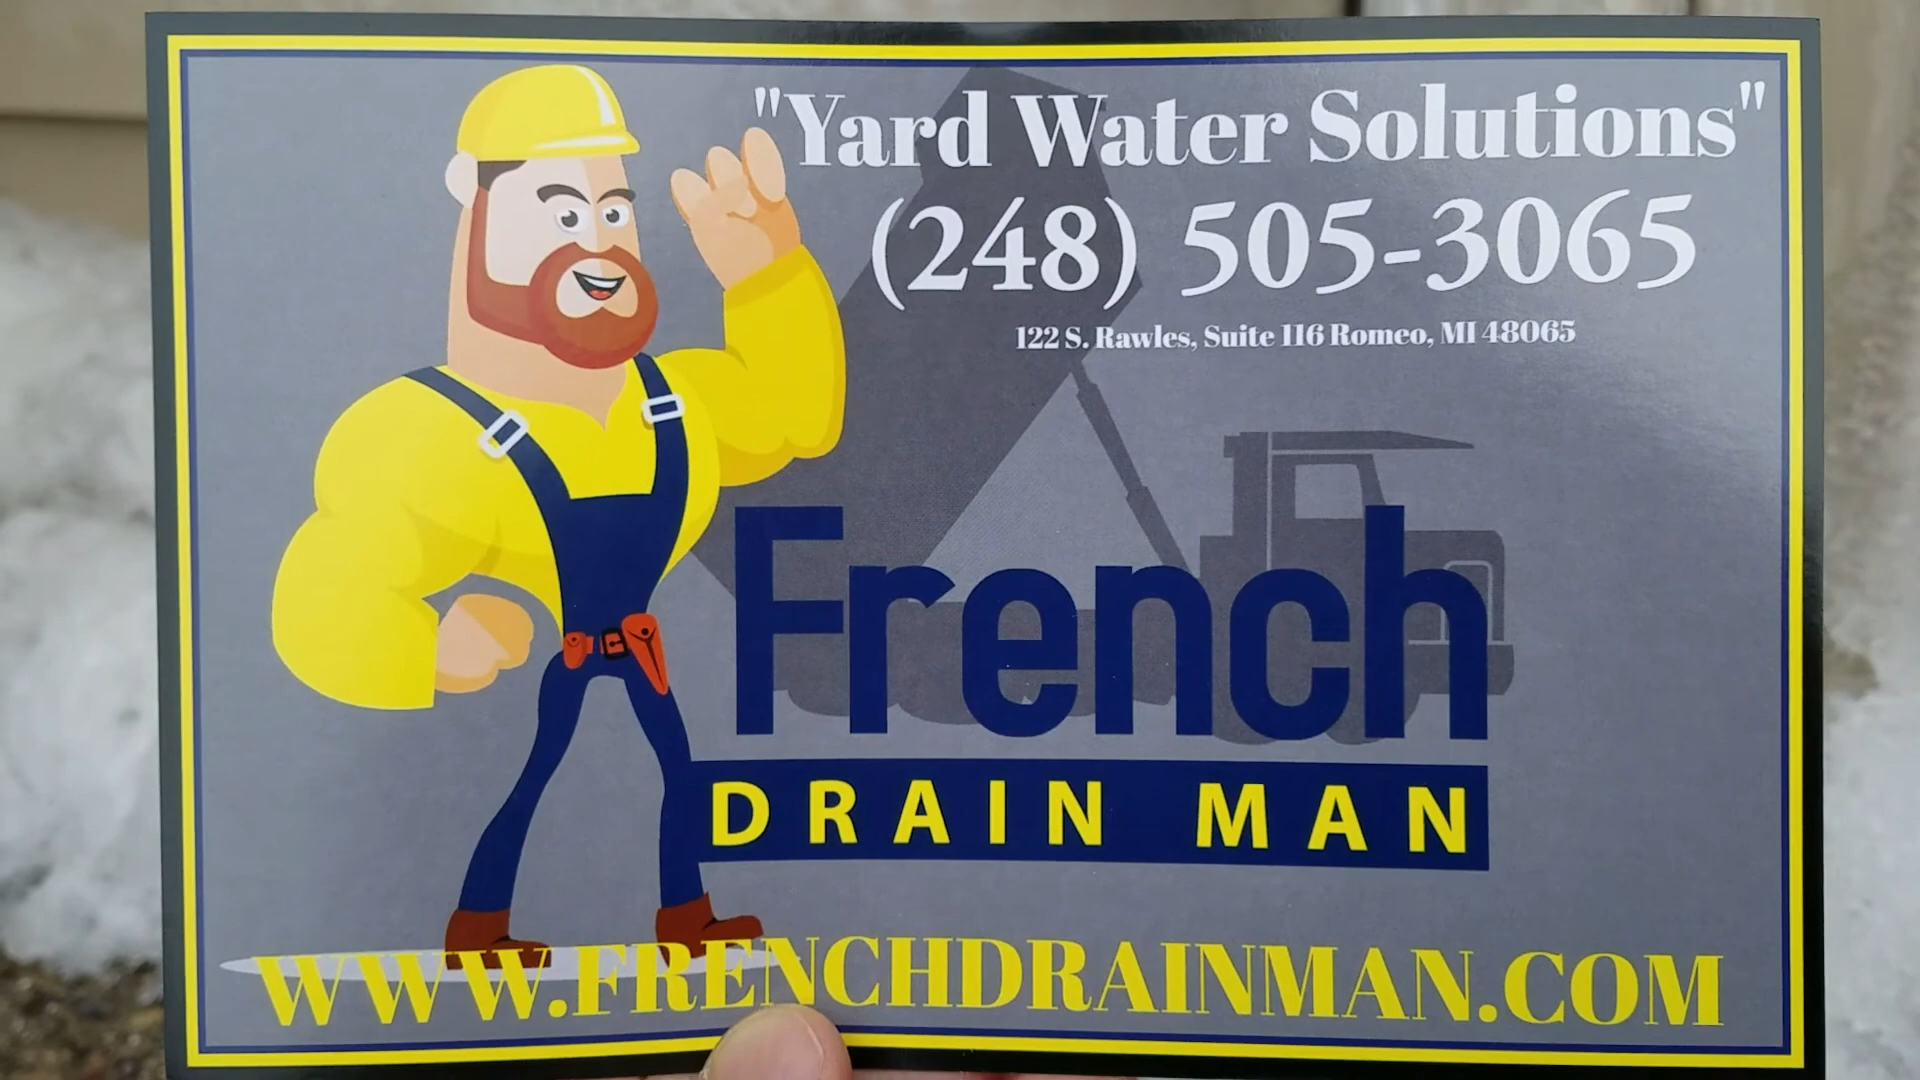 "Yard Water Solutions"
(248) 505-3065
122 S. Rawles, Suite 116 Romeo, MI 48065
French
DRAIN MAN
WWW.FRENCHDRAINMAN.COM